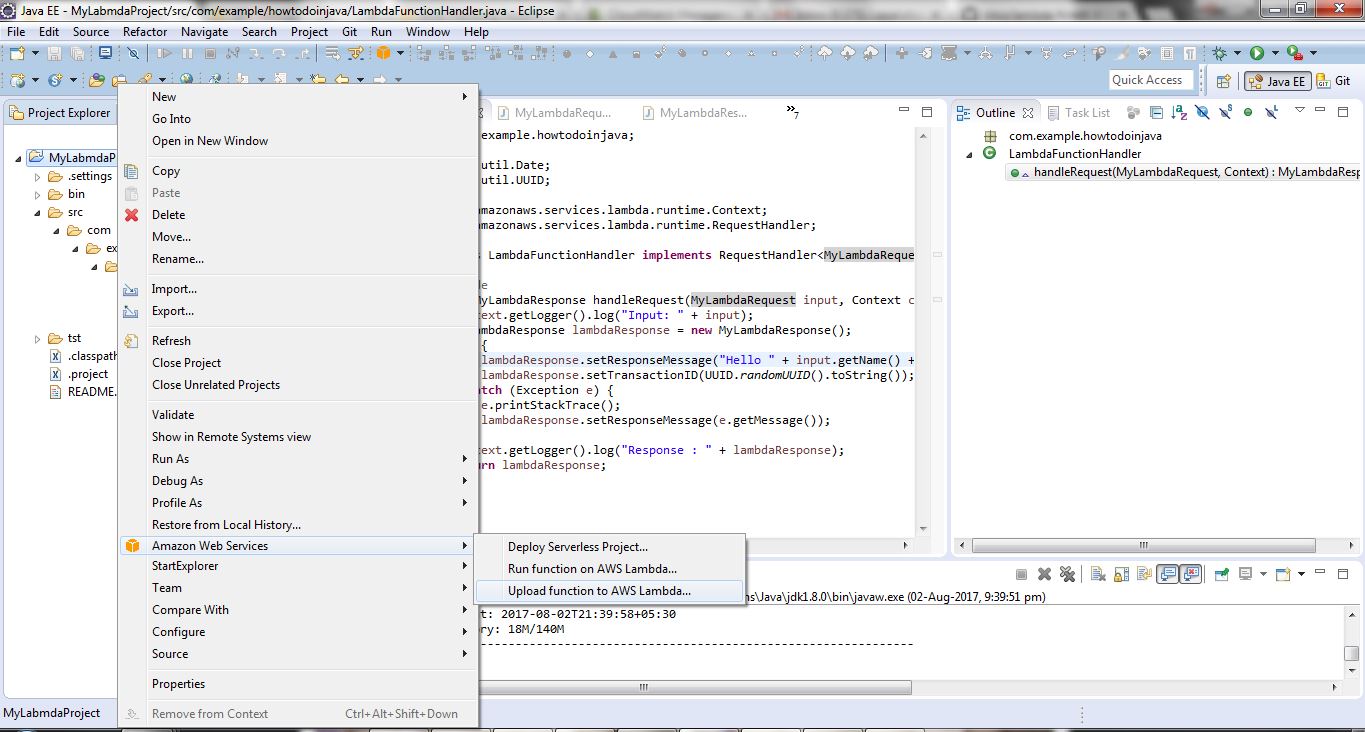 Java EE - MyLabmdaProject/src/com/example/howtodoinjava/LambdaFunctionHandler.java - Eclipse
File Edit Source Refactor Navigate Search Project Git Run Window Help
Quick Access Java EE Git
Project Explorer
MyLabmdaP
.settings
bin
src
com
ex
tst
.classpath
.project
README.
New
Go Into
Open in New Window
Copy
Paste
Delete
Move...
Rename...
Import...
Export...
Refresh
Close Project
Close Unrelated Projects
Validate
Show in Remote Systems view
Run As
Debug As
Profile As
Restore from Local History...
Amazon Web Services
StartExplorer
Team
Compare With
Configure
Source
Properties
Remove from Context Ctrl+Alt+Shift+Down
Deploy Serverless Project...
Run function on AWS Lambda...
Upload function to AWS Lambda...
MyLambdaRequ... MyLambdaRes... »7
example.howtodoinjava;
util.Date;
util.UUID;
mazonaws.services.lambda.runtime.Context;
mazonaws.services.lambda.runtime.RequestHandler;
s LambdaFunctionHandler implements RequestHandler<MyLambdaReque
de
MyLambdaResponse handleRequest(MyLambdaRequest input, Context c
text.getLogger().log("Input: " + input);
ambdaResponse lambdaResponse = new MyLambdaResponse();
{
lambdaResponse.setResponseMessage("Hello " + input.getName() +
lambdaResponse.setTransactionID(UUID.randomUUID().toString());
atch (Exception e) {
e.printStackTrace();
lambdaResponse.setResponseMessage(e.getMessage());
text.getLogger().log("Response : " + lambdaResponse);
urn lambdaResponse;
Outline Task List
com.example.howtodoinjava
LambdaFunctionHandler
handleRequest(MyLambdaRequest, Context) : MyLambdaResp
ns\Java\jdk1.8.0\bin\javaw.exe (02-Aug-2017, 9:39:51 pm)
t: 2017-08-02T21:39:58+05:30
ry: 18M/140M
------------------------------------------------------------
MyLabmdaProject